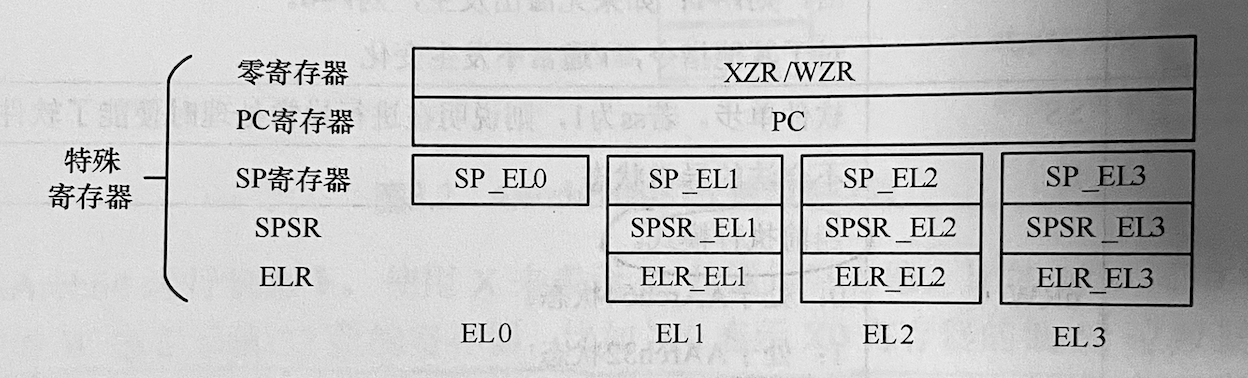 零寄存器 XZR/WZR
PC寄存器 PC
特殊
寄存器
SP寄存器 SP_EL0 SP_EL1 SP_EL2 SP_EL3
SPSR SPSR_EL1 SPSR_EL2 SPSR_EL3
ELR ELR_EL1 ELR_EL2 ELR_EL3
EL0 EL1 EL2 EL3